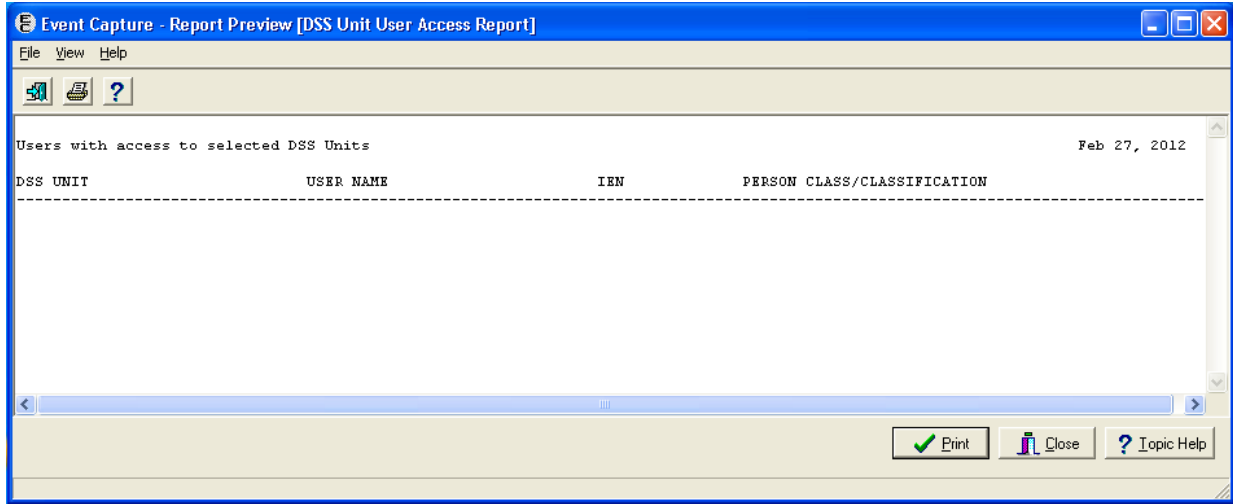 Event Capture - Report Preview [DSS Unit User Access Report]
File View Help
?
Users with access to selected DSS Units Feb 27, 2012
DSS UNIT USER NAME IEN PERSON CLASS/CLASSIFICATION
--------------------------------------------------------------------------------------------------------------------------------
Print Close ? Topic Help